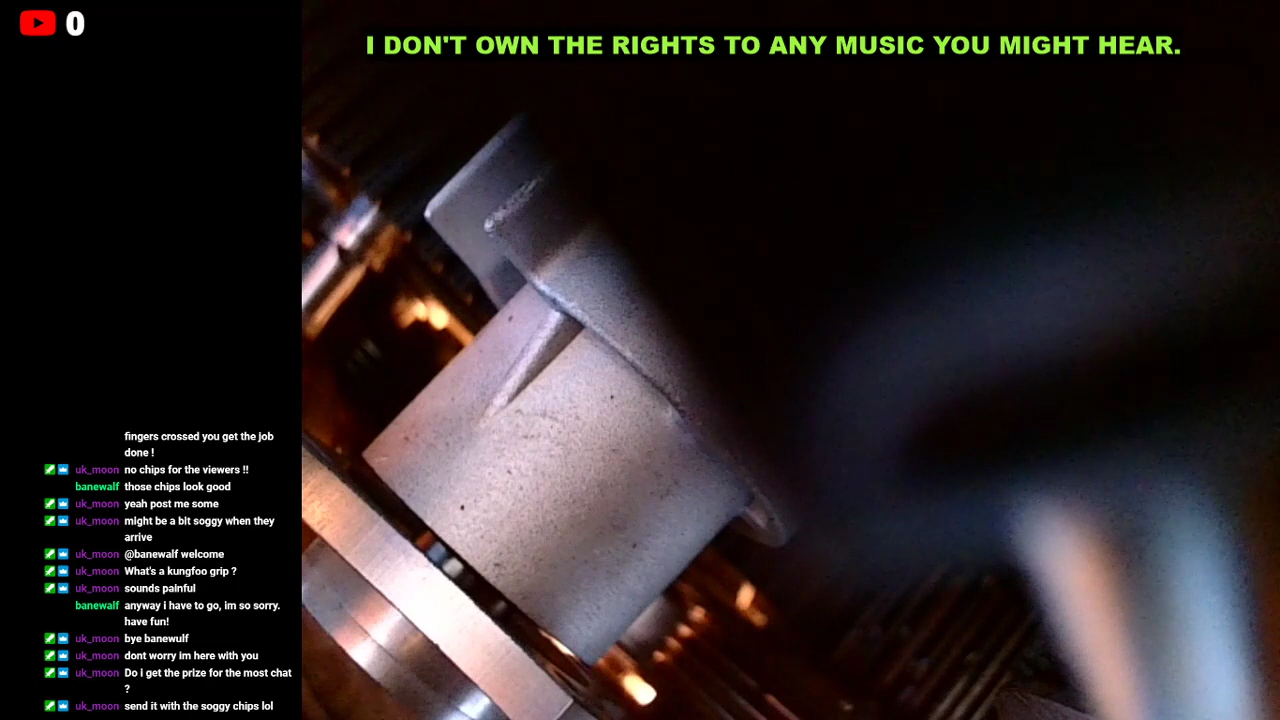 0
I DON'T OWN THE RIGHTS TO ANY MUSIC YOU MIGHT HEAR.
fingers crossed you get the job
done !
uk_moon no chips for the viewers !!
banewalf those chips look good
uk_moon yeah post me some
uk_moon might be a bit soggy when they
arrive
uk_moon @banewalf welcome
uk_moon What's a kungfoo grip ?
uk_moon sounds painful
banewalf anyway i have to go, im so sorry.
have fun!
uk_moon bye banewulf
uk_moon dont worry im here with you
uk_moon Do i get the prize for the most chat
?
uk_moon send it with the soggy chips lol